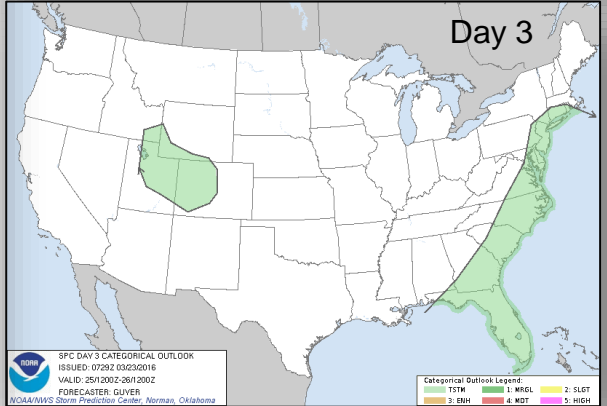 Day 3
NOAA
SPC DAY 3 CATEGORICAL OUTLOOK
ISSUED: 0729Z 03/23/2016
VALID: 25/1200Z-26/1200Z
FORECASTER: GUYER
NOAA/NWS Storm Prediction Center, Norman, Oklahoma
Categorical Outlook Legend:
TSTM 1: MRGL 2: SLGT
3: ENH 4: MDT 5: HIGH